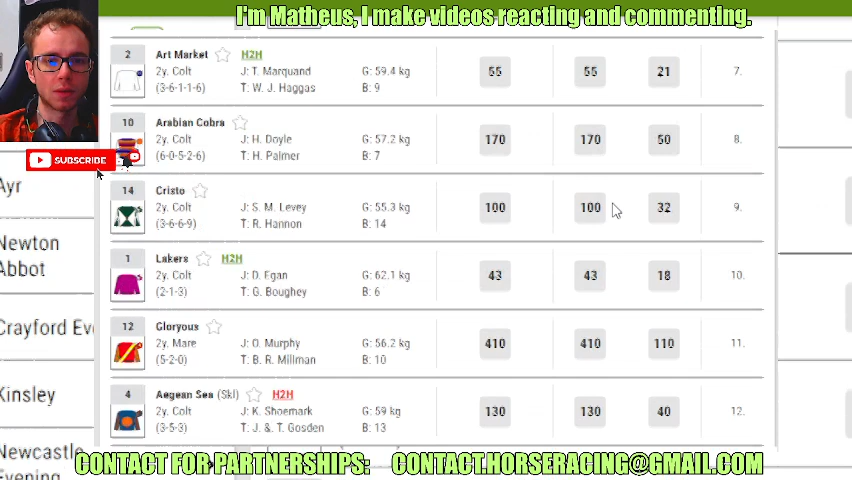 I'm Matheus, I make videos reacting and commenting.
2 Art Market H2H
2y. Colt J: T. Marquand G: 59.4 kg 55 55 21 7.
(3-6-1-1-6) T: W. J. Haggas B: 9
10 Arabian Cobra
2y. Colt J: H. Doyle G: 57.2 kg 170 170 50 8.
(6-0-5-2-6) T: H. Palmer B: 7
SUBSCRIBE
Ayr
14 Cristo
2y. Colt J: S. M. Levey G: 55.3 kg 100 100 32 9.
(3-6-6-9) T: R. Hannon B: 14
Newton
Abbot
1 Lakers H2H
2y. Colt J: D. Egan G: 62.1 kg 43 43 18 10.
(2-1-3) T: G. Boughey B: 6
Crayford Ev
12 Gloryous
2y. Mare J: O. Murphy G: 56.2 kg 410 410 110 11.
(5-2-0) T: B. R. Millman B: 10
Kinsley
4 Aegean Sea (Skl) H2H
2y. Colt J: K. Shoemark G: 59 kg 130 130 40 12.
(3-5-3) T: J. & T. Gosden B: 13
Newcastle
Evening
CONTACT FOR PARTNERSHIPS: CONTACT.HORSERACING@GMAIL.COM